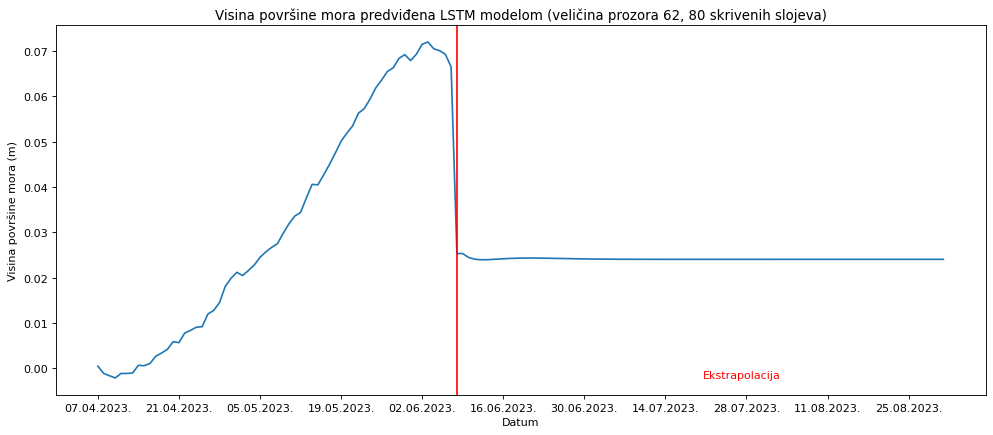 Visina površine mora predviđena LSTM modelom (veličina prozora 62, 80 skrivenih slojeva)
Visina površine mora (m)
0.07
0.06
0.05
0.04
0.03
0.02
0.01
0.00
Ekstrapolacija
07.04.2023. 21.04.2023. 05.05.2023. 19.05.2023. 02.06.2023. 16.06.2023. 30.06.2023. 14.07.2023. 28.07.2023. 11.08.2023. 25.08.2023.
Datum